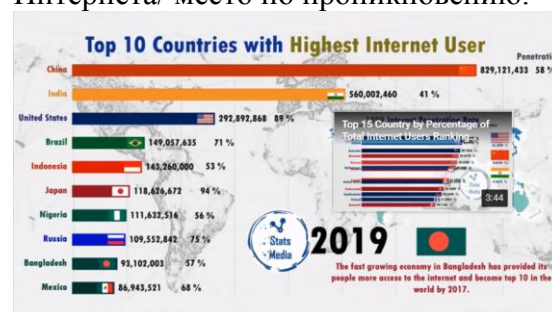 Интернета/ место по проникновению.
Top 10 Countries with Highest Internet User
Penetrati
China 829,121,433 58 %
India 560,002,460 41 %
United States 292,892,868 89 %
Brazil 149,057,635 71 %
Indonesia 143,260,000 53 %
Japan 118,626,672 94 %
Nigeria 111,632,516 56 %
Russia 109,552,842 75 %
Bangladesh 93,102,003 57 %
Mexico 86,943,521 68 %
Top 15 Country by Percentage of
Total Internet Users Ranking...
3:44
Stats
Media
2019
The fast growing economy in Bangladesh has provided its
people more access to the internet and become top 10 in the
world by 2017.